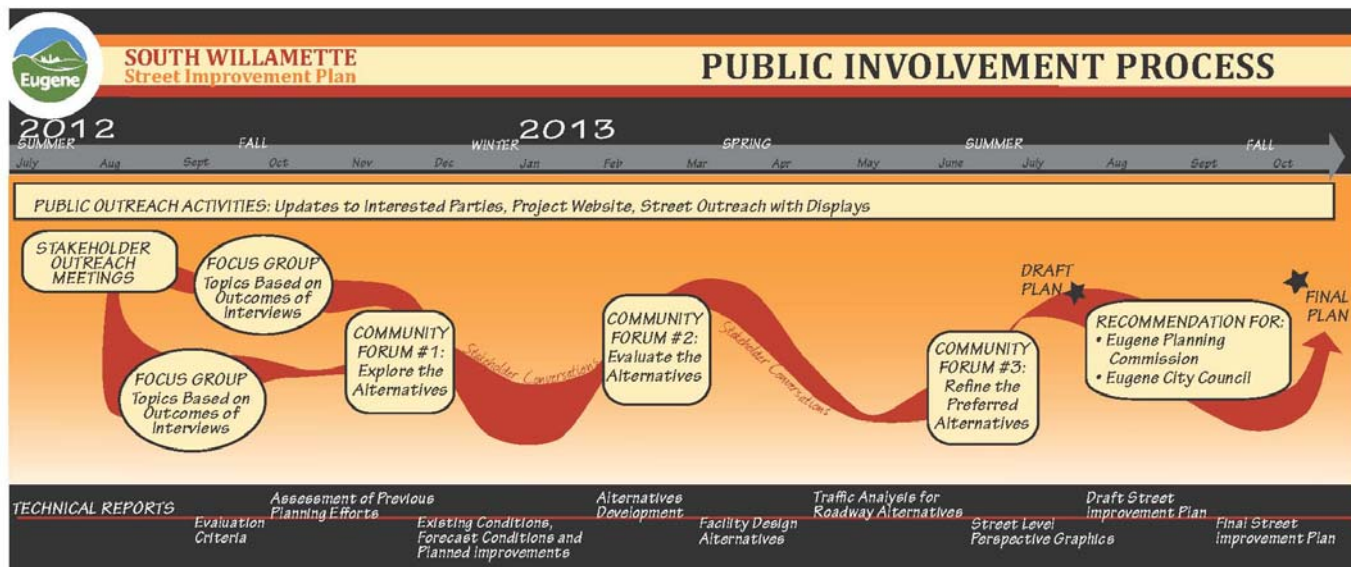 Eugene
SOUTH WILLAMETTE
Street Improvement Plan
PUBLIC INVOLVEMENT PROCESS
2012
2013
SUMMER
FALL
WINTER
SPRING
SUMMER
FALL
July
Aug
Sept
Oct
Nov
Dec
Jan
Feb
Mar
Apr
May
June
July
Aug
Sept
Oct
PUBLIC OUTREACH ACTIVITIES: Updates to Interested Parties, Project Website, Street Outreach with Displays
STAKEHOLDER
OUTREACH
MEETINGS
FOCUS GROUP
Topics Based on
Outcomes of
Interviews
FOCUS GROUP
Topics Based on
Outcomes of
Interviews
COMMUNITY
FORUM #1:
Explore the
Alternatives
Stakeholder Conversations
COMMUNITY
FORUM #2:
Evaluate the
Alternatives
Stakeholder Conversations
COMMUNITY
FORUM #3:
Refine the
Preferred
Alternatives
DRAFT
PLAN
RECOMMENDATION FOR:
• Eugene Planning
Commission
• Eugene City Council
FINAL
PLAN
TECHNICAL REPORTS
Evaluation
Criteria
Assessment of Previous
Planning Efforts
Existing Conditions,
Forecast Conditions and
Planned Improvements
Alternatives
Development
Facility Design
Alternatives
Traffic Analysis for
Roadway Alternatives
Street Level
Perspective Graphics
Draft Street
Improvement Plan
Final Street
Improvement Plan